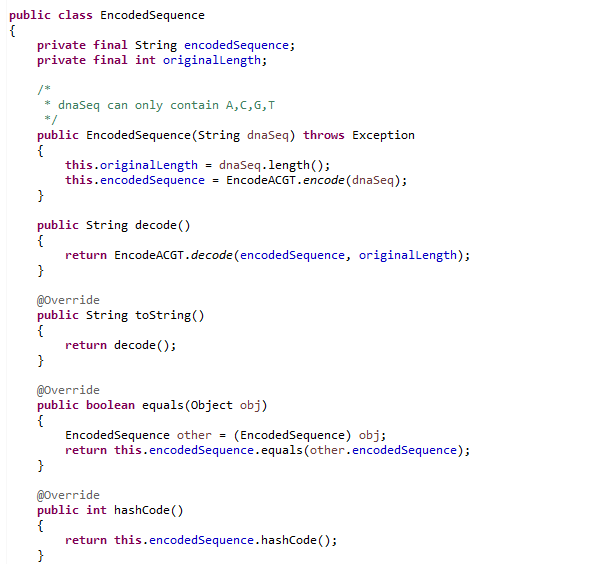 public class EncodedSequence
{
    private final String encodedSequence;
    private final int originalLength;

    /*
     * dnaSeq can only contain A,C,G,T
     */
    public EncodedSequence(String dnaSeq) throws Exception
    {
        this.originalLength = dnaSeq.length();
        this.encodedSequence = EncodeACGT.encode(dnaSeq);
    }

    public String decode()
    {
        return EncodeACGT.decode(encodedSequence, originalLength);
    }

    @Override
    public String toString()
    {
        return decode();
    }

    @Override
    public boolean equals(Object obj)
    {
        EncodedSequence other = (EncodedSequence) obj;
        return this.encodedSequence.equals(other.encodedSequence);
    }

    @Override
    public int hashCode()
    {
        return this.encodedSequence.hashCode();
    }